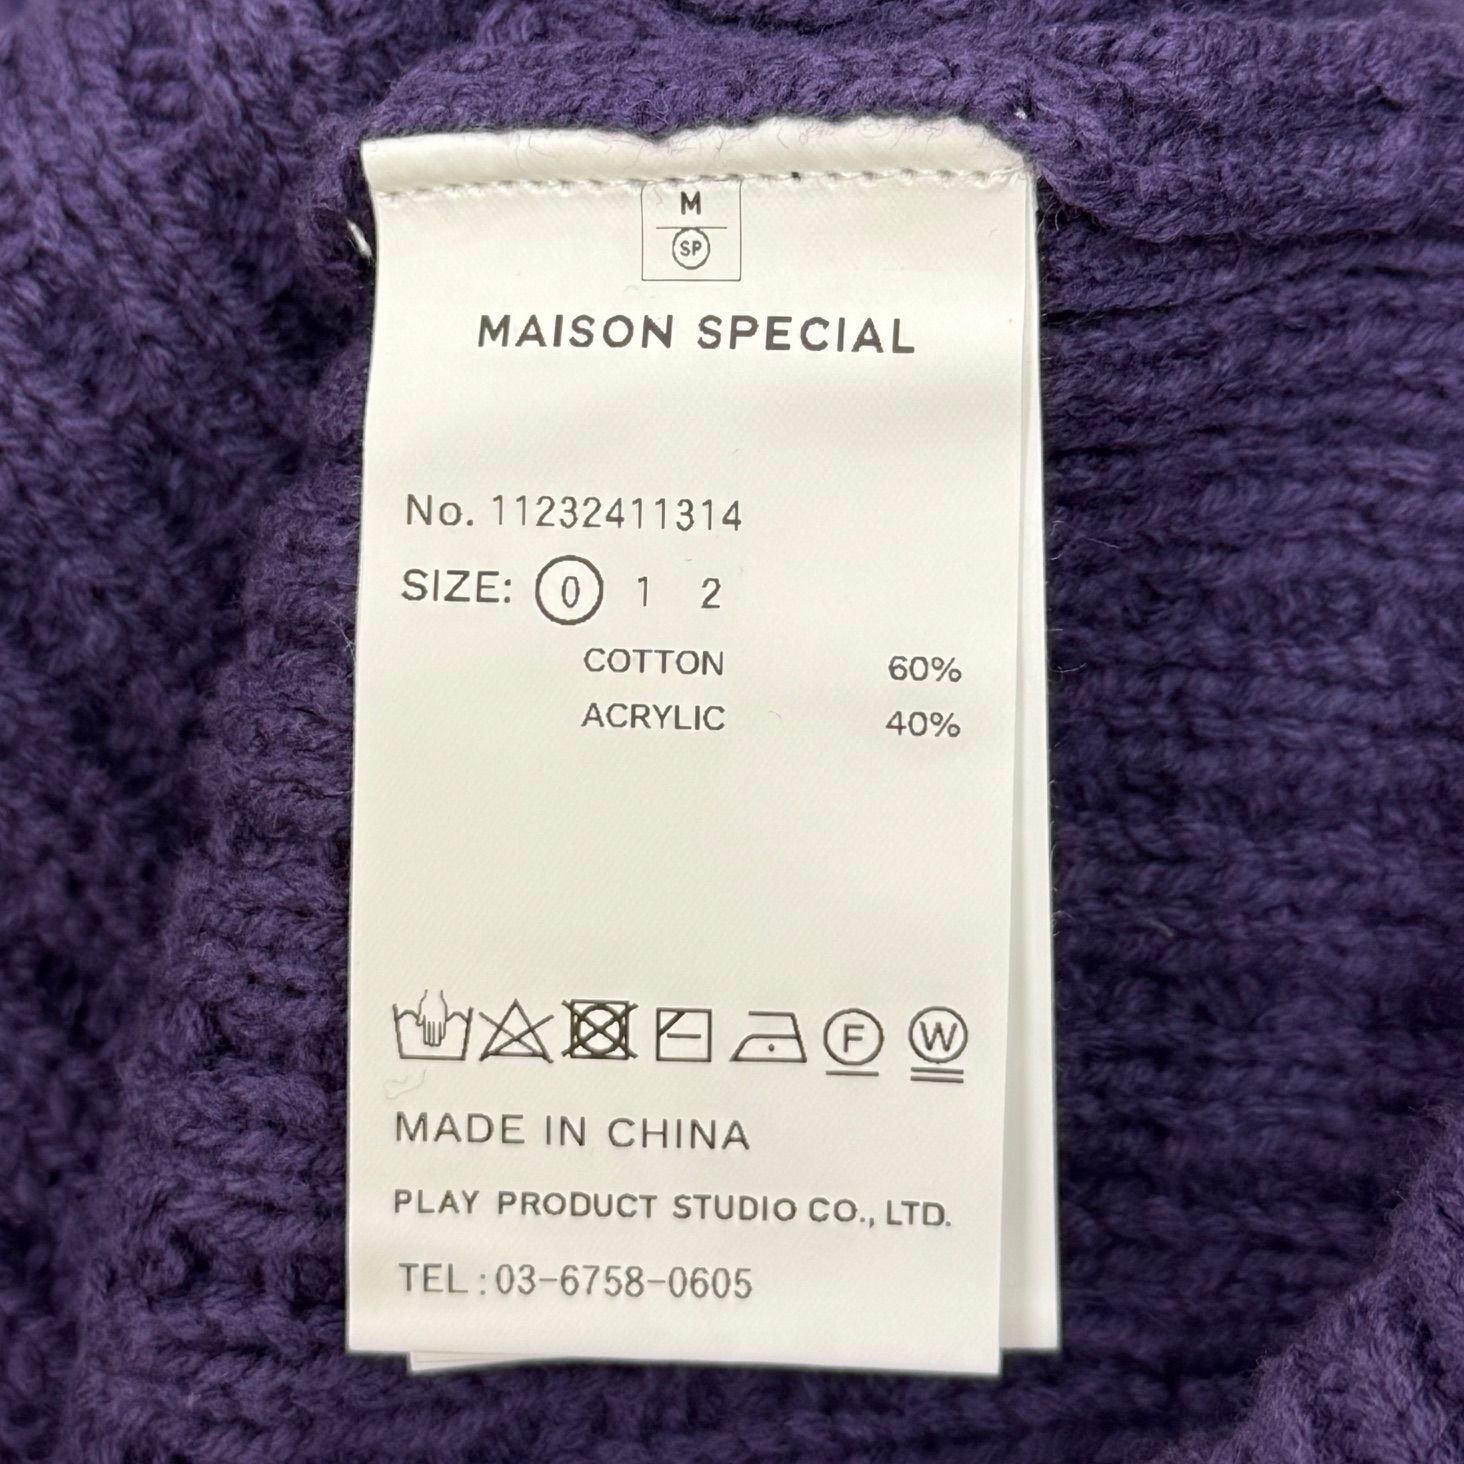 M
SP
MAISON SPECIAL
No. 11232411314
SIZE: 0 1 2
COTTON 60%
ACRYLIC 40%
F W
MADE IN CHINA
PLAY PRODUCT STUDIO CO., LTD.
TEL:03-6758-0605